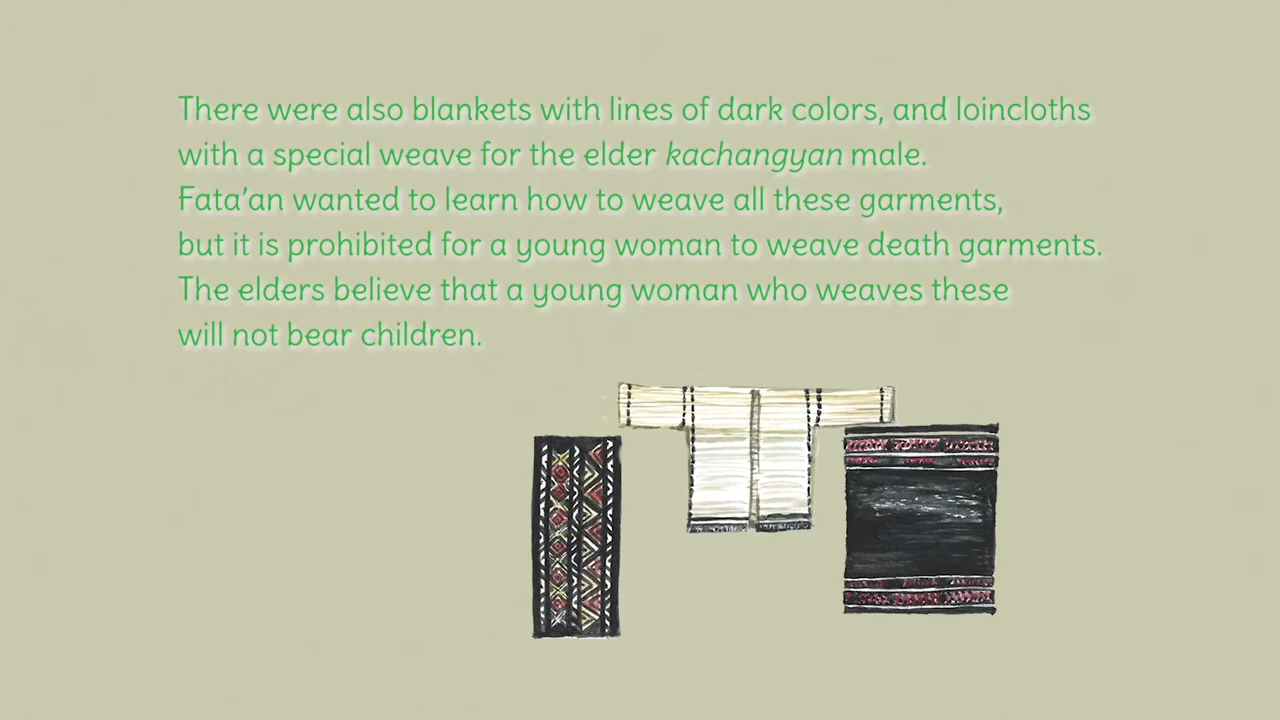 There were also blankets with lines of dark colors, and loincloths
with a special weave for the elder kachangyan male.
Fata’an wanted to learn how to weave all these garments,
but it is prohibited for a young woman to weave death garments.
The elders believe that a young woman who weaves these
will not bear children.